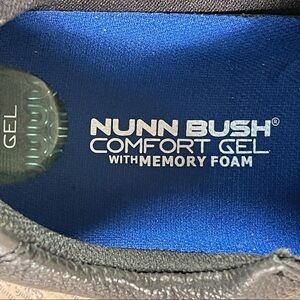 GEL
NUNN BUSH®
COMFORT GEL
WITH MEMORY FOAM